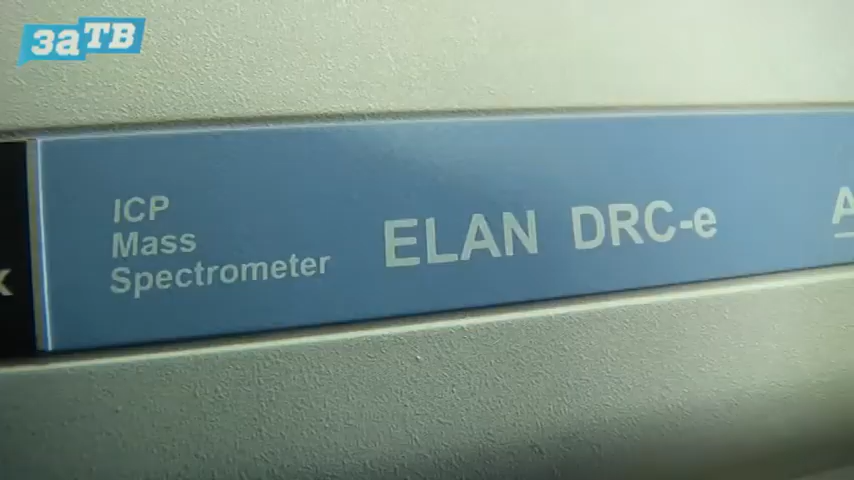 заТВ
ICP
Mass
Spectrometer
ELAN DRC-e